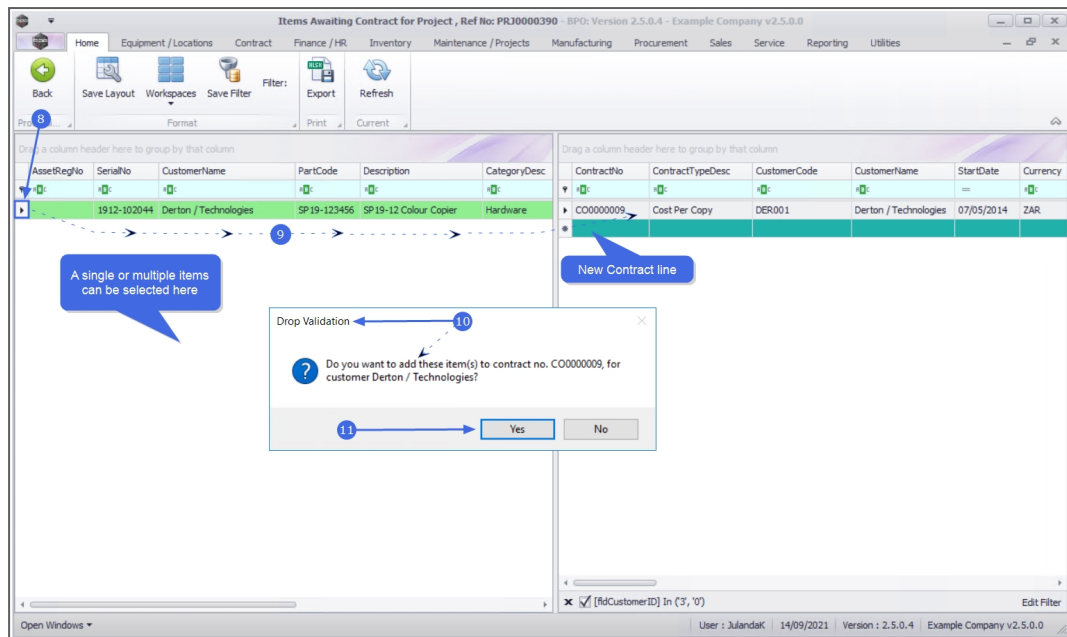 Items Awaiting Contract for Project , Ref No: PRJ0000390 - BPO: Version 2.5.0.4 - Example Company v2.5.0.0
Home Equipment / Locations Contract Finance / HR Inventory Maintenance / Projects Manufacturing Procurement Sales Service Reporting Utilities
Back Save Layout Workspaces Save Filter Filter: Export Refresh
8
Format Print Current
Drag a column header here to group by that column
AssetRegNo SerialNo CustomerName PartCode Description CategoryDesc
1912-102044 Derton / Technologies SP19-123456 SP19-12 Colour Copier Hardware
9
A single or multiple items
can be selected here
Drag a column header here to group by that column
ContractNo ContractTypeDesc CustomerCode CustomerName StartDate Currency
=
CO0000009 Cost Per Copy DER001 Derton / Technologies 07/05/2014 ZAR
New Contract line
Drop Validation 10
Do you want to add these item(s) to contract no. CO0000009, for
customer Derton / Technologies?
11 Yes No
[fldCustomerID] In ('3', '0') Edit Filter
Open Windows User : JulandaK 14/09/2021 Version : 2.5.0.4 Example Company v2.5.0.0